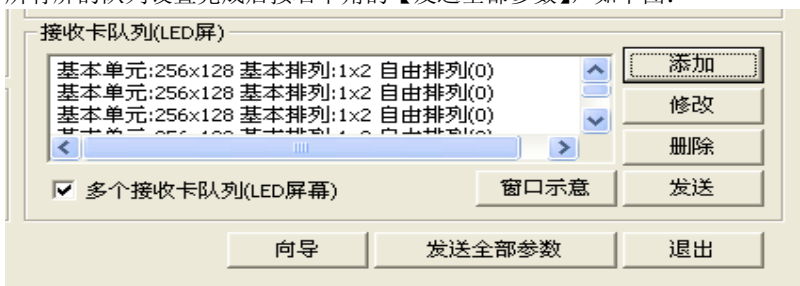 接收卡队列(LED屏)
基本单元:256x128 基本排列:1x2 自由排列(0)
添加
基本单元:256x128 基本排列:1x2 自由排列(0)
修改
基本单元:256x128 基本排列:1x2 自由排列(0)
删除
多个接收卡队列(LED屏幕)
窗口示意
发送
向导
发送全部参数
退出